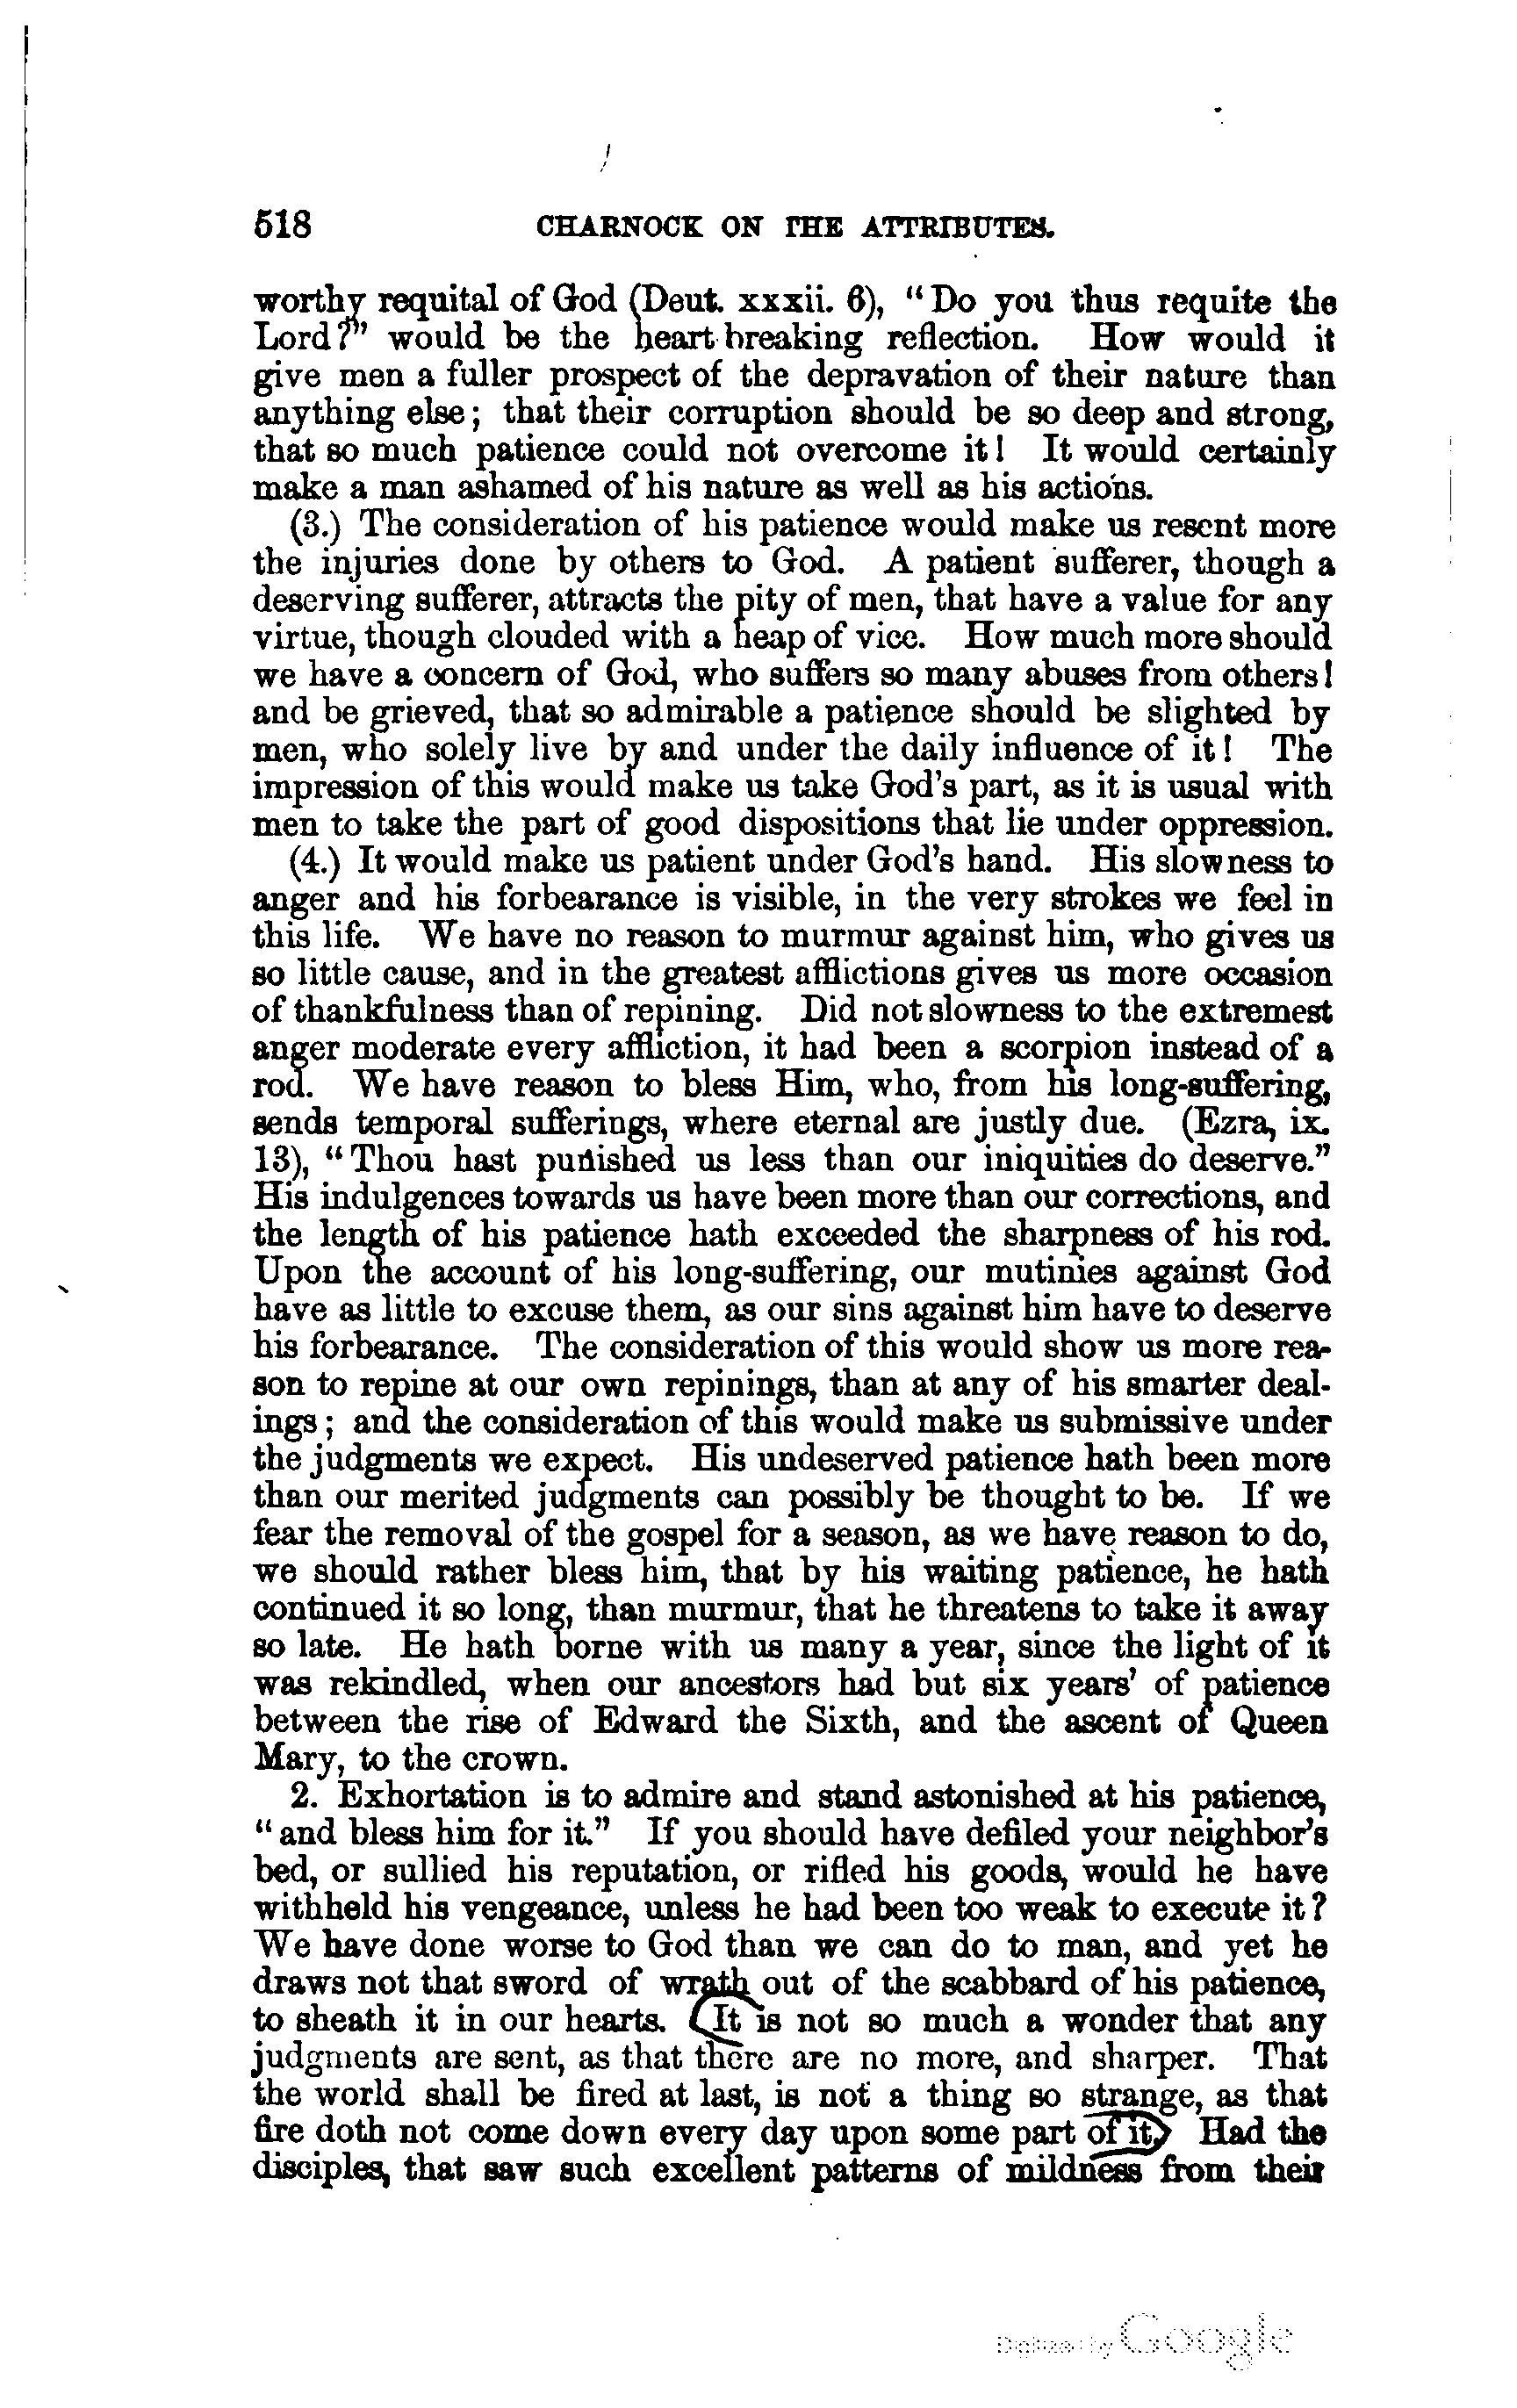 518 CHARNOCK ON THE ATTRIBUTES.
worthy requital of God (Deut. xxxii. 6), "Do you thus requite the
Lord?" would be the heart breaking reflection. How would it
give men a fuller prospect of the depravation of their nature than
anything else; that their corruption should be so deep and strong,
that so much patience could not overcome it! It would certainly
make a man ashamed of his nature as well as his actions.
(3.) The consideration of his patience would make us resent more
the injuries done by others to God. A patient sufferer, though a
deserving sufferer, attracts the pity of men, that have a value for any
virtue, though clouded with a heap of vice. How much more should
we have a concern of God, who suffers so many abuses from others!
and be grieved, that so admirable a patience should be slighted by
men, who solely live by and under the daily influence of it! The
impression of this would make us take God's part, as it is usual with
men to take the part of good dispositions that lie under oppression.
(4.) It would make us patient under God's hand. His slowness to
anger and his forbearance is visible, in the very strokes we feel in
this life. We have no reason to murmur against him, who gives us
so little cause, and in the greatest afflictions gives us more occasion
of thankfulness than of repining. Did not slowness to the extremest
anger moderate every affliction, it had been a scorpion instead of a
rod. We have reason to bless Him, who, from his long-suffering,
sends temporal sufferings, where eternal are justly due. (Ezra, ix.
13), "Thou hast punished us less than our iniquities do deserve."
His indulgences towards us have been more than our corrections, and
the length of his patience hath exceeded the sharpness of his rod.
Upon the account of his long-suffering, our mutinies against God
have as little to excuse them, as our sins against him have to deserve
his forbearance. The consideration of this would show us more rea-
son to repine at our own repinings, than at any of his smarter deal-
ings; and the consideration of this would make us submissive under
the judgments we expect. His undeserved patience hath been more
than our merited judgments can possibly be thought to be. If we
fear the removal of the gospel for a season, as we have reason to do,
we should rather bless him, that by his waiting patience, he hath
continued it so long, than murmur, that he threatens to take it away
so late. He hath borne with us many a year, since the light of it
was rekindled, when our ancestors had but six years' of patience
between the rise of Edward the Sixth, and the ascent of Queen
Mary, to the crown.
2. Exhortation is to admire and stand astonished at his patience,
"and bless him for it." If you should have defiled your neighbor's
bed, or sullied his reputation, or rifled his goods, would he have
withheld his vengeance, unless he had been too weak to execute it?
We have done worse to God than we can do to man, and yet he
draws not that sword of wrath out of the scabbard of his patience,
to sheath it in our hearts. It is not so much a wonder that any
judgments are sent, as that there are no more, and sharper. That
the world shall be fired at last, is not a thing so strange, as that
fire doth not come down every day upon some part of it. Had the
disciples, that saw such excellent patterns of mildness from their
Digitized by Google